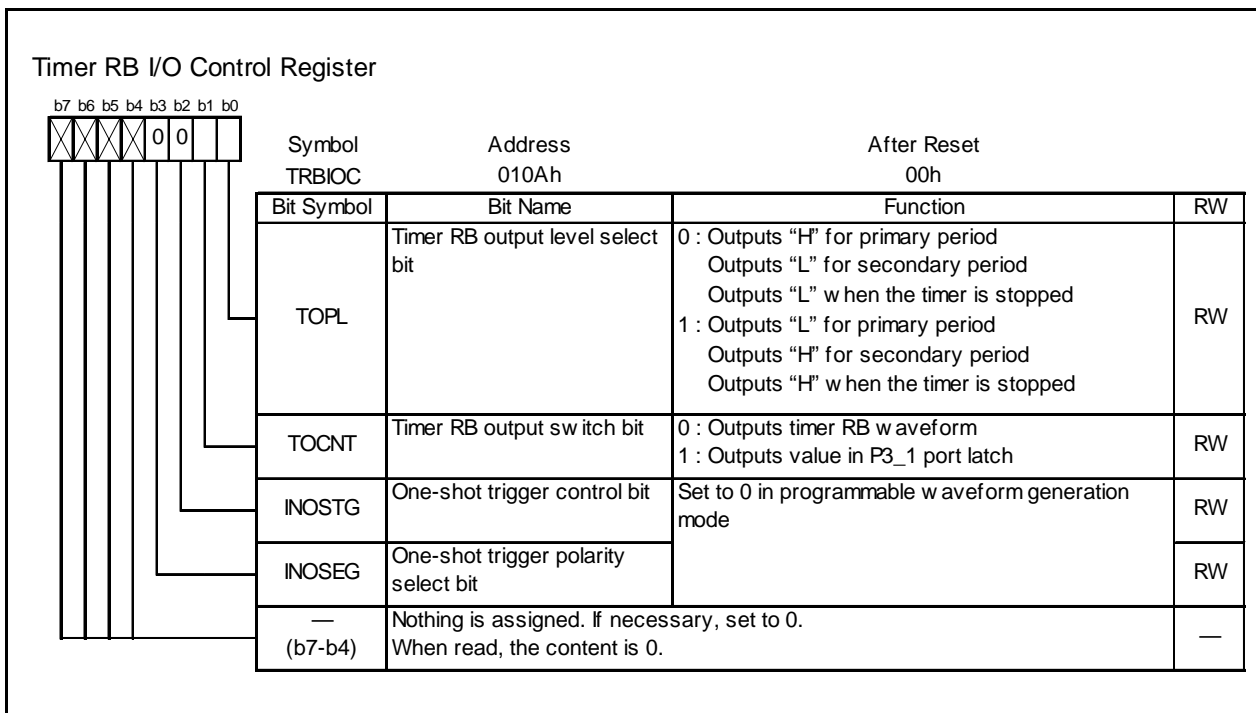 Timer RB I/O Control Register
b7 b6 b5 b4 b3 b2 b1 b0
0 0
Symbol Address After Reset
TRBIOC 010Ah 00h
Bit Symbol Bit Name Function RW
TOPL
Timer RB output level select
bit
0 : Outputs “H” for primary period
Outputs “L” for secondary period
Outputs “L” when the timer is stopped
1 : Outputs “L” for primary period
Outputs “H” for secondary period
Outputs “H” when the timer is stopped
RW
TOCNT
Timer RB output switch bit
0 : Outputs timer RB waveform
1 : Outputs value in P3_1 port latch
RW
INOSTG
One-shot trigger control bit
Set to 0 in programmable waveform generation
mode
RW
INOSEG
One-shot trigger polarity
select bit
RW
—
(b7-b4)
Nothing is assigned. If necessary, set to 0.
When read, the content is 0.
—